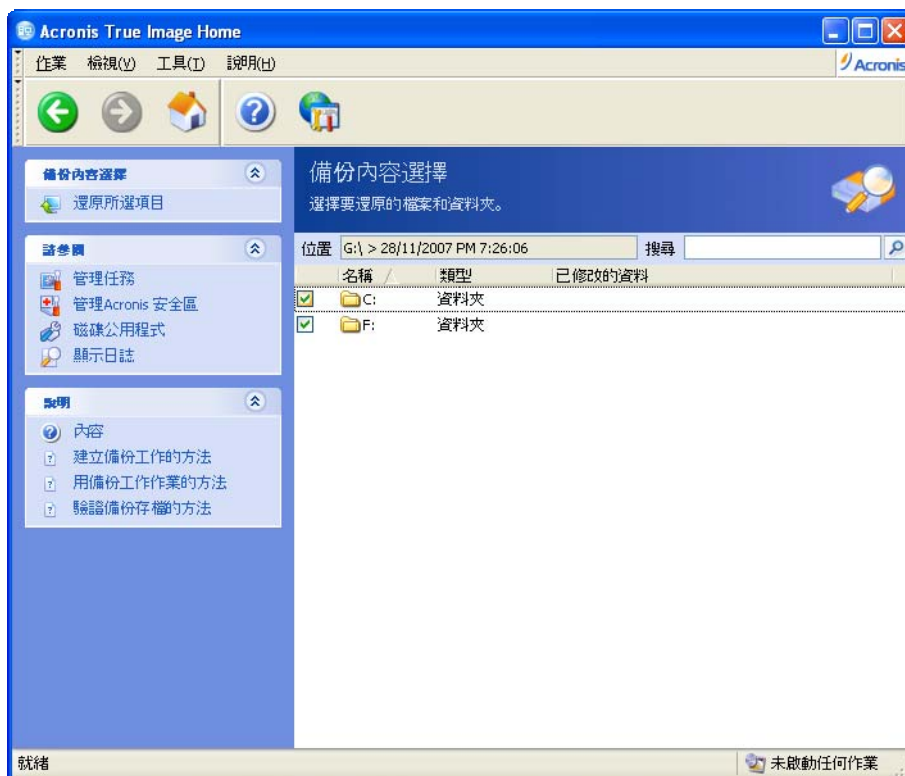 Acronis True Image Home
作業 檢視(V) 工具(T) 說明(H)
Acronis
備份內容選擇
還原所選項目
請參閱
管理任務
管理Acronis 安全區
磁碟公用程式
顯示日誌
說明
內容
建立備份工作的方法
用備份工作作業的方法
驗證備份存檔的方法
備份內容選擇
選擇要還原的檔案和資料夾。
位置 G:\ > 28/11/2007 PM 7:26:06 搜尋
名稱 類型 已修改的資料
C: 資料夾
F: 資料夾
就緒 未啟動任何作業